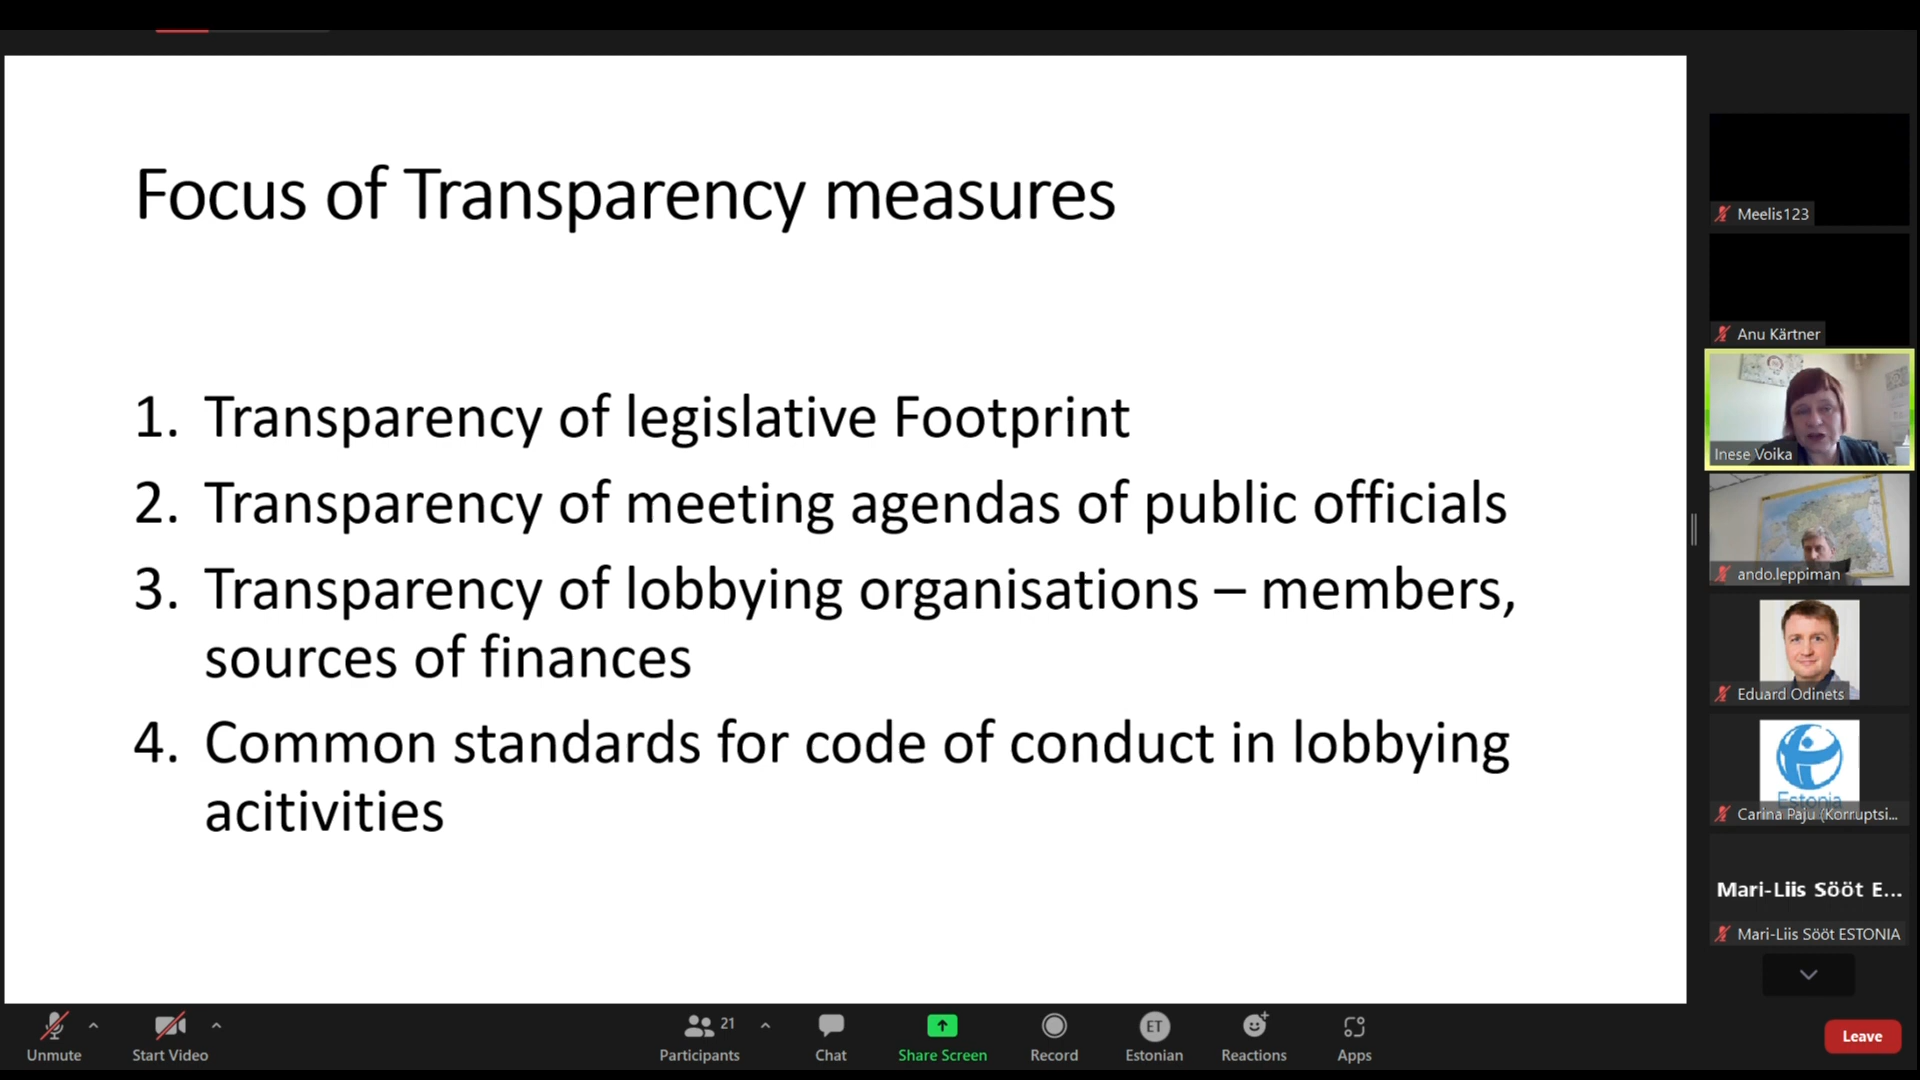 Focus of Transparency measures
1. Transparency of legislative Footprint
2. Transparency of meeting agendas of public officials
3. Transparency of lobbying organisations – members,
sources of finances
4. Common standards for code of conduct in lobbying
acitivities
Meelis123
Anu Kärtner
Inese Voika
ando.leppiman
Eduard Odinets
Estonia
Carina Paju (Korruptsi...
Mari-Liis Sööt E...
Mari-Liis Sööt ESTONIA
Unmute
Start Video
21
Participants
Chat
Share Screen
Record
ET
Estonian
Reactions
Apps
Leave